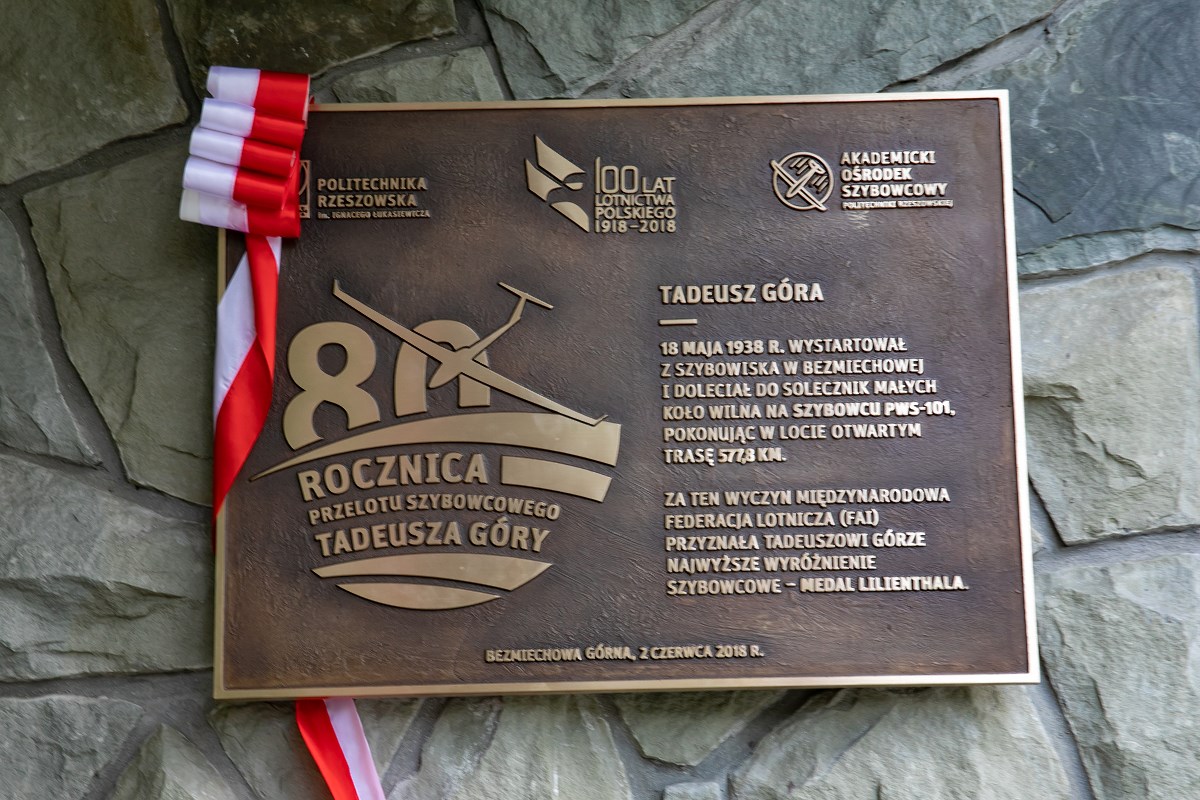 POLITECHNIKA
RZESZOWSKA
IM. IGNACEGO ŁUKASIEWICZA
100 LAT
LOTNICTWA
POLSKIEGO
1918-2018
AKADEMICKI
OŚRODEK
SZYBOWCOWY
POLITECHNIKI RZESZOWSKIEJ
80
ROCZNICA
PRZELOTU SZYBOWCOWEGO
TADEUSZA GÓRY
TADEUSZ GÓRA
18 MAJA 1938 R. WYSTARTOWAŁ
Z SZYBOWISKA W BEZMIECHOWEJ
I DOLECIAŁ DO SOLECZNIK MAŁYCH
KOŁO WILNA NA SZYBOWCU PWS-101,
POKONUJĄC W LOCIE OTWARTYM
TRASĘ 577,8 KM.
ZA TEN WYCZYN MIĘDZYNARODOWA
FEDERACJA LOTNICZA (FAI)
PRZYZNAŁA TADEUSZOWI GÓRZE
NAJWYŻSZE WYRÓŻNIENIE
SZYBOWCOWE – MEDAL LILIENTHALA.
BEZMIECHOWA GÓRNA, 2 CZERWCA 2018 R.